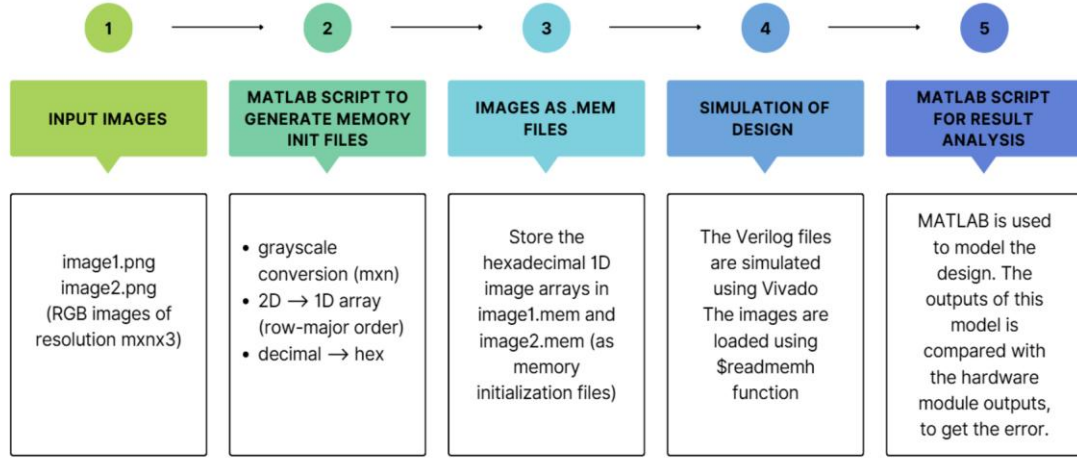 1
2
3
4
5
INPUT IMAGES
MATLAB SCRIPT TO
GENERATE MEMORY
INIT FILES
IMAGES AS .MEM
FILES
SIMULATION OF
DESIGN
MATLAB SCRIPT
FOR RESULT
ANALYSIS
image1.png
image2.png
(RGB images of
resolution mxnx3)
• grayscale
conversion (mxn)
• 2D → 1D array
(row-major order)
• decimal → hex
Store the
hexadecimal 1D
image arrays in
image1.mem and
image2.mem (as
memory
initialization files)
The Verilog files
are simulated
using Vivado
The images are
loaded using
$readmemh
function
MATLAB is used
to model the
design. The
outputs of this
model is
compared with
the hardware
module outputs,
to get the error.